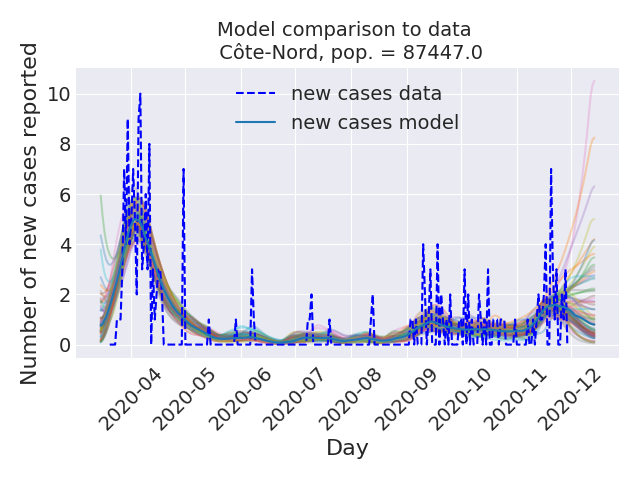 Model comparison to data
Côte-Nord, pop. = 87447.0
Number of new cases reported
10
8
6
4
2
0
new cases data
new cases model
2020-04
2020-05
2020-06
2020-07
2020-08
2020-09
2020-10
2020-11
2020-12
Day